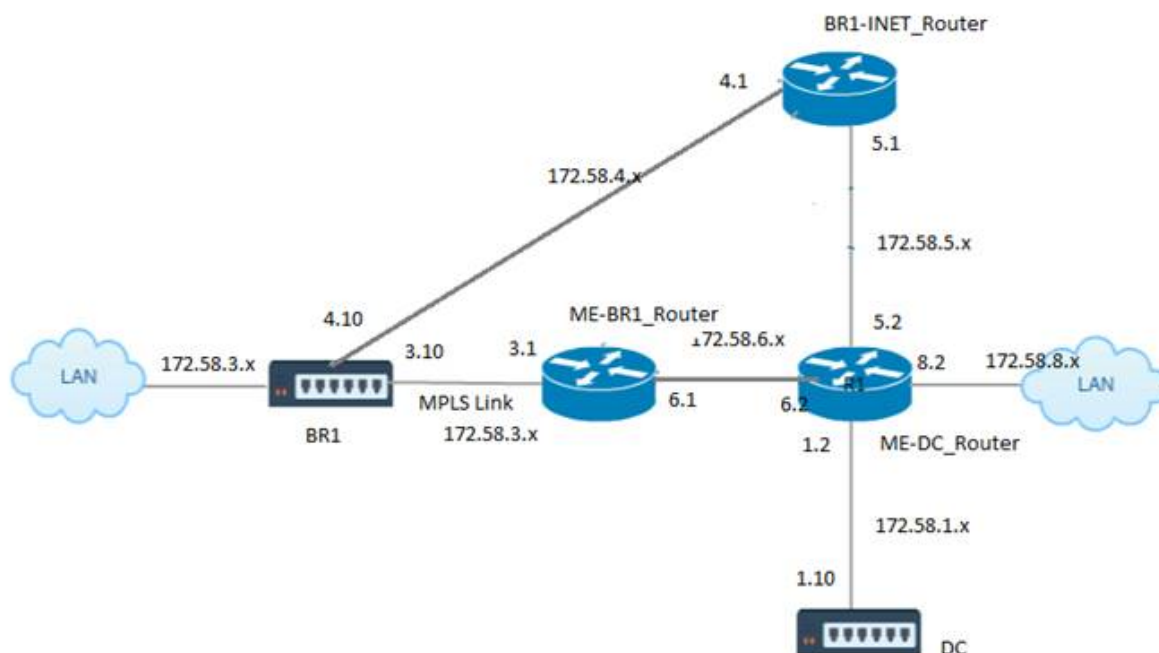 BR1-INET_Router
4.1
5.1
172.58.4.x
172.58.5.x
4.10
ME-BR1_Router
5.2
172.58.3.x
3.10
3.1
172.58.6.x
8.2
172.58.8.x
LAN
R1
LAN
MPLS Link
6.1
6.2
BR1
172.58.3.x
1.2
ME-DC_Router
172.58.1.x
1.10
DC